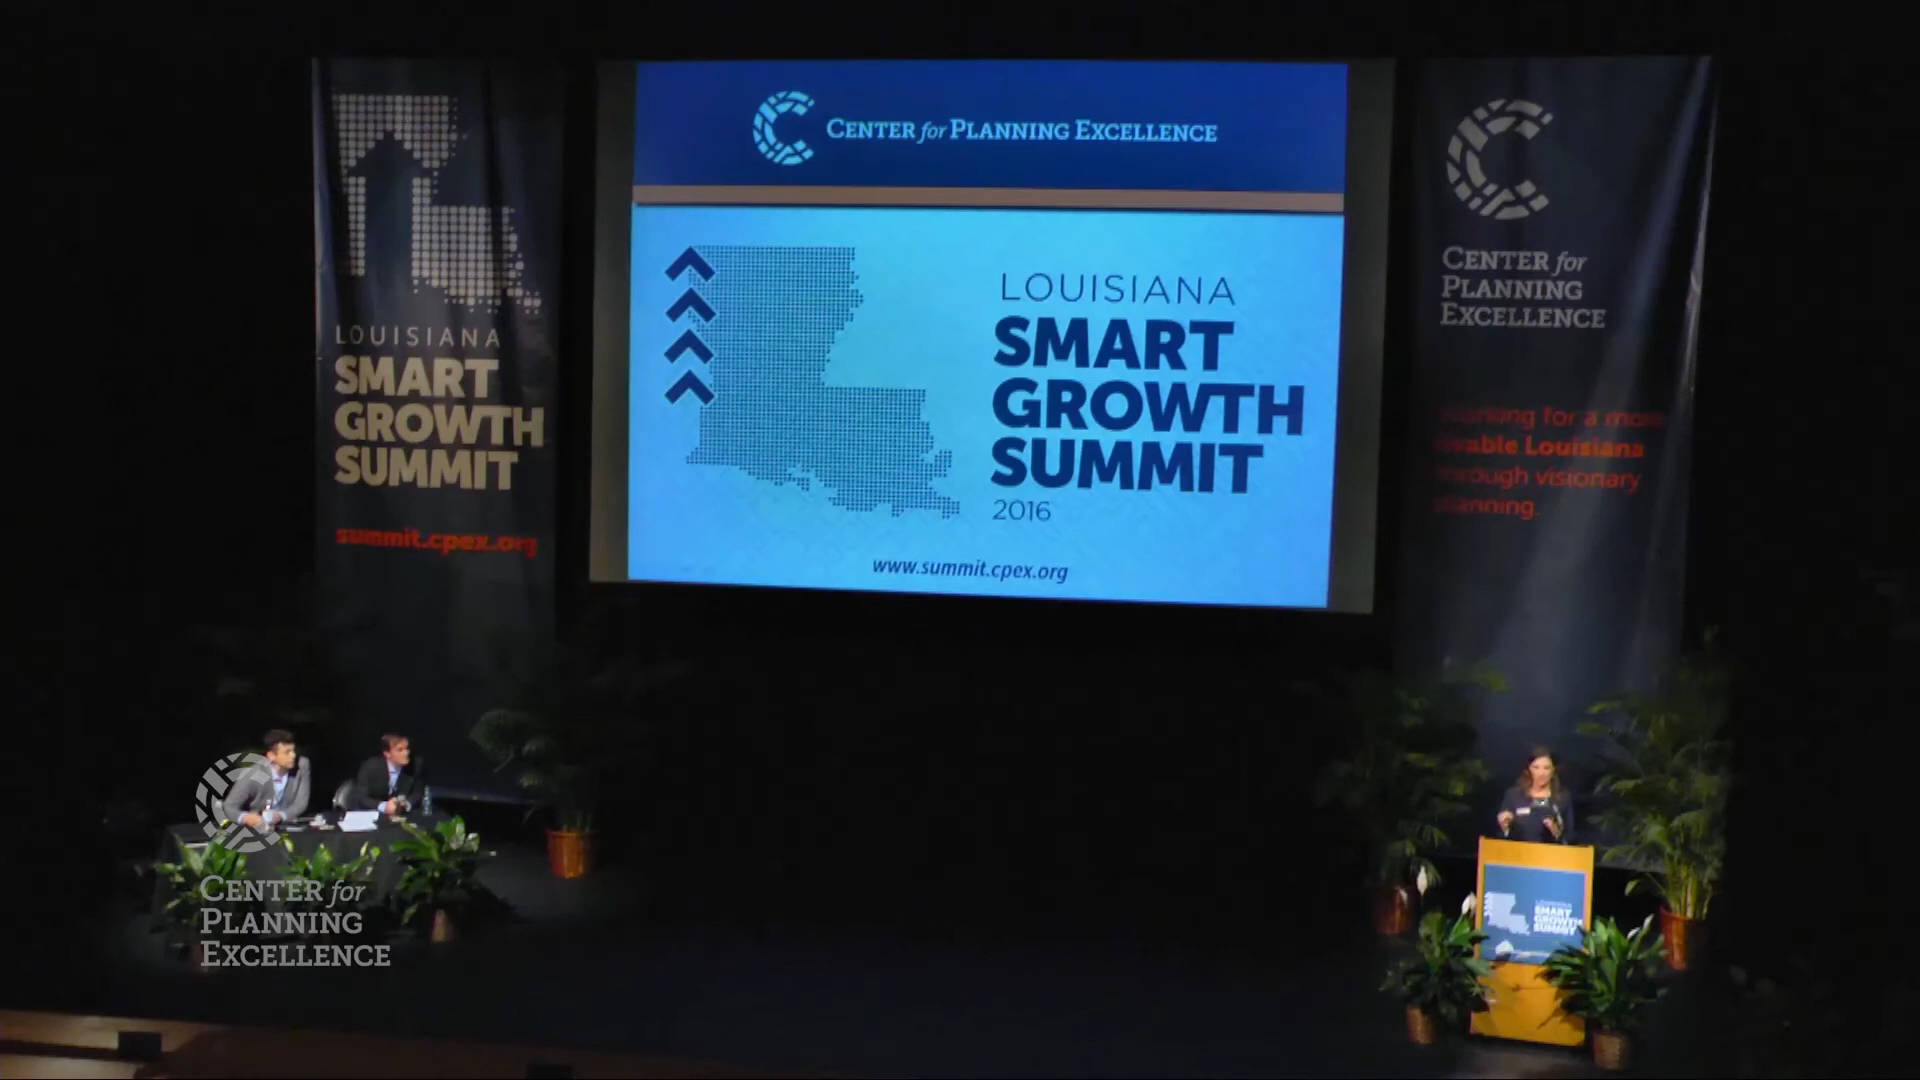 CENTER for PLANNING EXCELLENCE
LOUISIANA
SMART
GROWTH
SUMMIT
2016
www.summit.cpex.org
LOUISIANA
SMART
GROWTH
SUMMIT
summit.cpex.org
CENTER for
PLANNING
EXCELLENCE
Working for a more
livable Louisiana
through visionary
planning.
CENTER for
PLANNING
EXCELLENCE
LOUISIANA
SMART
GROWTH
SUMMIT